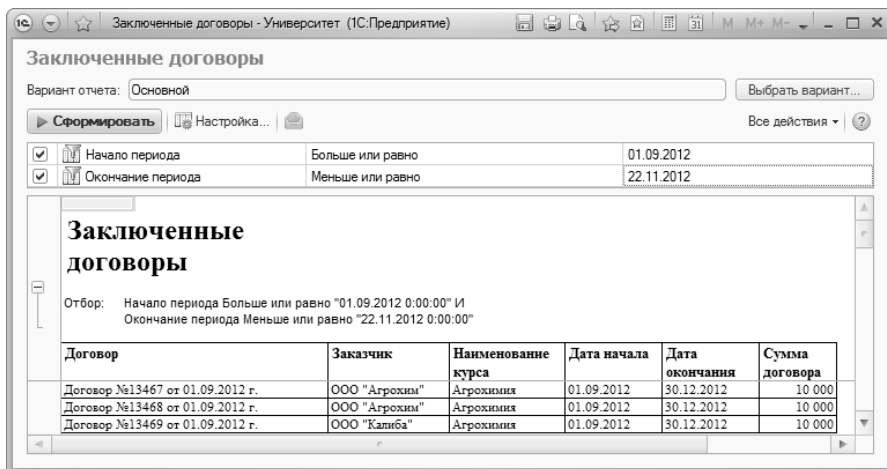 1С Заключенные договоры - Университет (1С:Предприятие) 31 M M+ M-
Заключенные договоры
Вариант отчета: Основной Выбрать вариант...
Сформировать Настройка... Все действия ?
Начало периода Больше или равно 01.09.2012
Окончание периода Меньше или равно 22.11.2012
Заключенные
договоры
Отбор: Начало периода Больше или равно "01.09.2012 0:00:00" И
Окончание периода Меньше или равно "22.11.2012 0:00:00"
Договор Заказчик Наименование Дата начала Дата Сумма
курса окончания договора
Договор №13467 от 01.09.2012 г. ООО "Агрохим" Агрохимия 01.09.2012 30.12.2012 10 000
Договор №13468 от 01.09.2012 г. ООО "Агрохим" Агрохимия 01.09.2012 30.12.2012 10 000
Договор №13469 от 01.09.2012 г. ООО "Калиба" Агрохимия 01.09.2012 30.12.2012 10 000